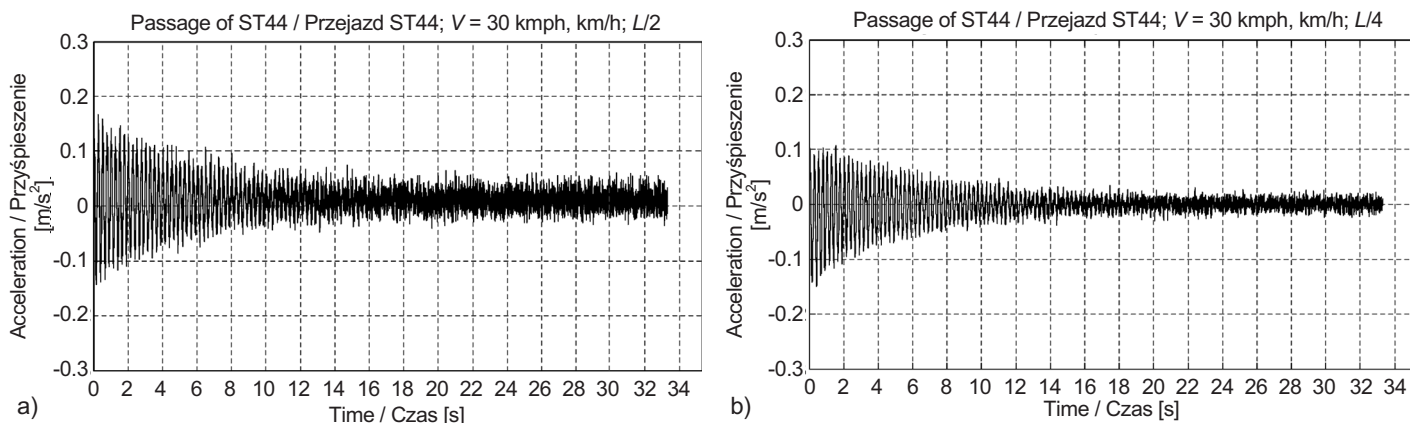 Passage of ST44 / Przejazd ST44; V = 30 kmph, km/h; L/2
0.3
0.2
0.1
0
-0.1
-0.2
-0.3
Acceleration / Przyśpieszenie
[m/s²]
0 2 4 6 8 10 12 14 16 18 20 22 24 26 28 30 32 34
Time / Czas [s]
a)
Passage of ST44 / Przejazd ST44; V = 30 kmph, km/h; L/4
0.3
0.2
0.1
0
-0.1
-0.2
-0.3
Acceleration / Przyśpieszenie
[m/s²]
0 2 4 6 8 10 12 14 16 18 20 22 24 26 28 30 32 34
Time / Czas [s]
b)